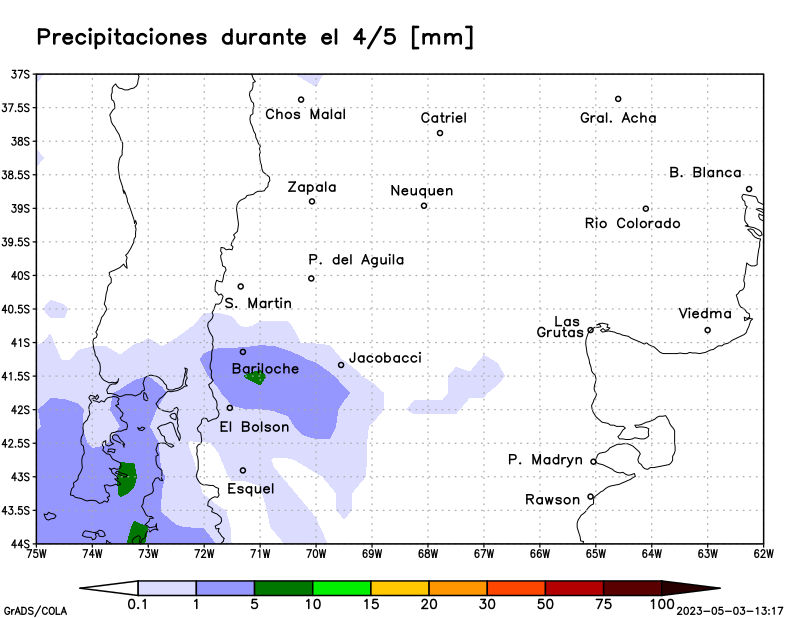 Precipitaciones durante el 4/5 [mm]
37S
Chos Malal
Gral. Acha
37.5S
Catriel
38S
B. Blanca
38.5S
Zapala
Neuquen
39S
Rio Colorado
39.5S
P. del Aguila
40S
S. Martin
40.5S
Viedma
Las
Grutas
41S
Jacobacci
Bariloche
41.5S
42S
El Bolson
42.5S
P. Madryn
43S
Esquel
Rawson
43.5S
44S
75W 74W 73W 72W 71W 70W 69W 68W 67W 66W 65W 64W 63W 62W
0.1 1 5 10 15 20 30 50 75 100
GrADS/COLA
2023-05-03-13:17